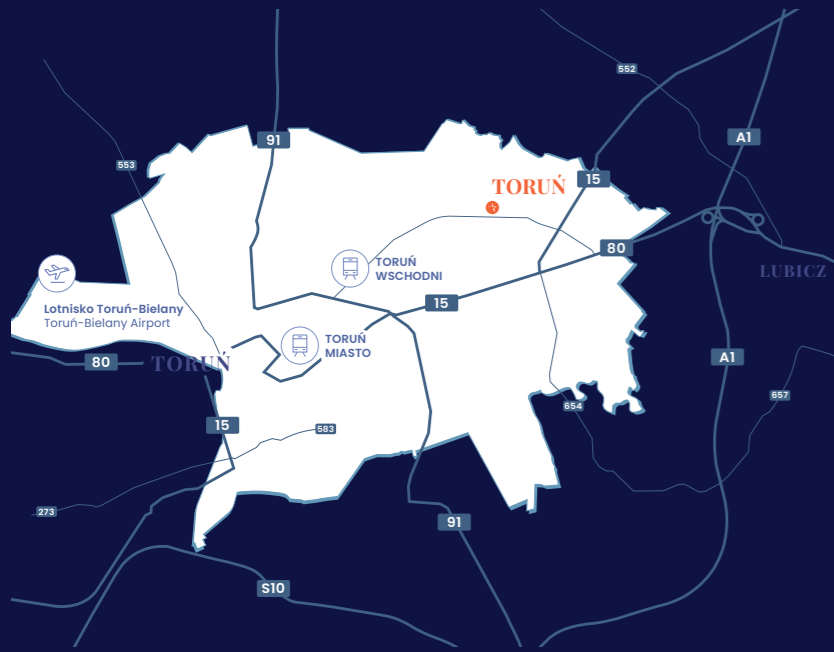 552
91
A1
553
TORUŃ
15
80
TORUŃ
WSCHODNI
LUBICZ
15
Lotnisko Toruń-Bielany
Toruń-Bielany Airport
TORUŃ
MIASTO
80
TORUŃ
A1
657
654
15
583
273
91
S10